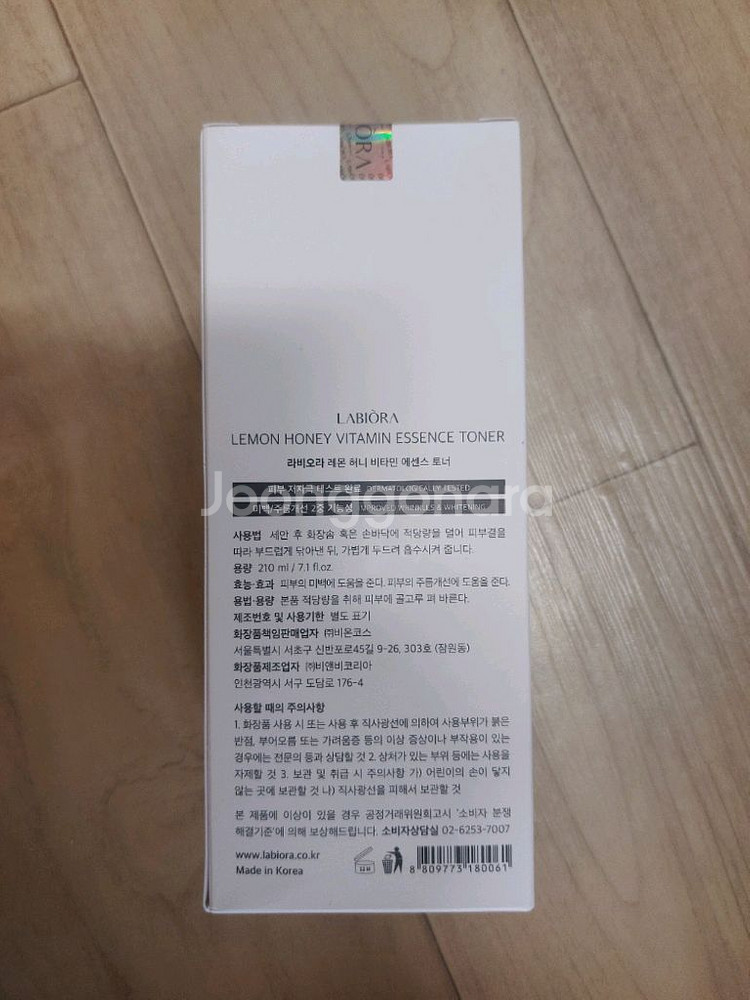 ÒRA
LABIÒRA
LEMON HONEY VITAMIN ESSENCE TONER
라비오라 레몬 허니 비타민 에센스 토너
피부 저자극 테스트 완료 DERMATOLOGICALLY TESTED
Joonggonara
미백/주름개선 2중 기능성 IMPROVED WRINKLES & WHITENING
사용법 세안 후 화장솜 혹은 손바닥에 적당량을 덜어 피부결을
따라 부드럽게 닦아낸 뒤, 가볍게 두드려 흡수시켜 줍니다.
용량 210 ml / 7.1 fl.oz.
효능·효과 피부의 미백에 도움을 준다. 피부의 주름개선에 도움을 준다.
용법·용량 본품 적당량을 취해 피부에 골고루 펴 바른다.
제조번호 및 사용기한 별도 표기
화장품책임판매업자 ㈜비온코스
서울특별시 서초구 신반포로45길 9-26, 303호 (잠원동)
화장품제조업자 ㈜비앤비코리아
인천광역시 서구 도담로 176-4
사용할 때의 주의사항
1. 화장품 사용 시 또는 사용 후 직사광선에 의하여 사용부위가 붉은
반점, 부어오름 또는 가려움증 등의 이상 증상이나 부작용이 있는
경우에는 전문의 등과 상담할 것 2. 상처가 있는 부위 등에는 사용을
자제할 것 3. 보관 및 취급 시 주의사항 가) 어린이의 손이 닿지
않는 곳에 보관할 것 나) 직사광선을 피해서 보관할 것
본 제품에 이상이 있을 경우 공정거래위원회고시 '소비자 분쟁
해결기준'에 의해 보상해드립니다. 소비자상담실 02-6253-7007
www.labiora.co.kr
Made in Korea
12 M
8 809773 180061